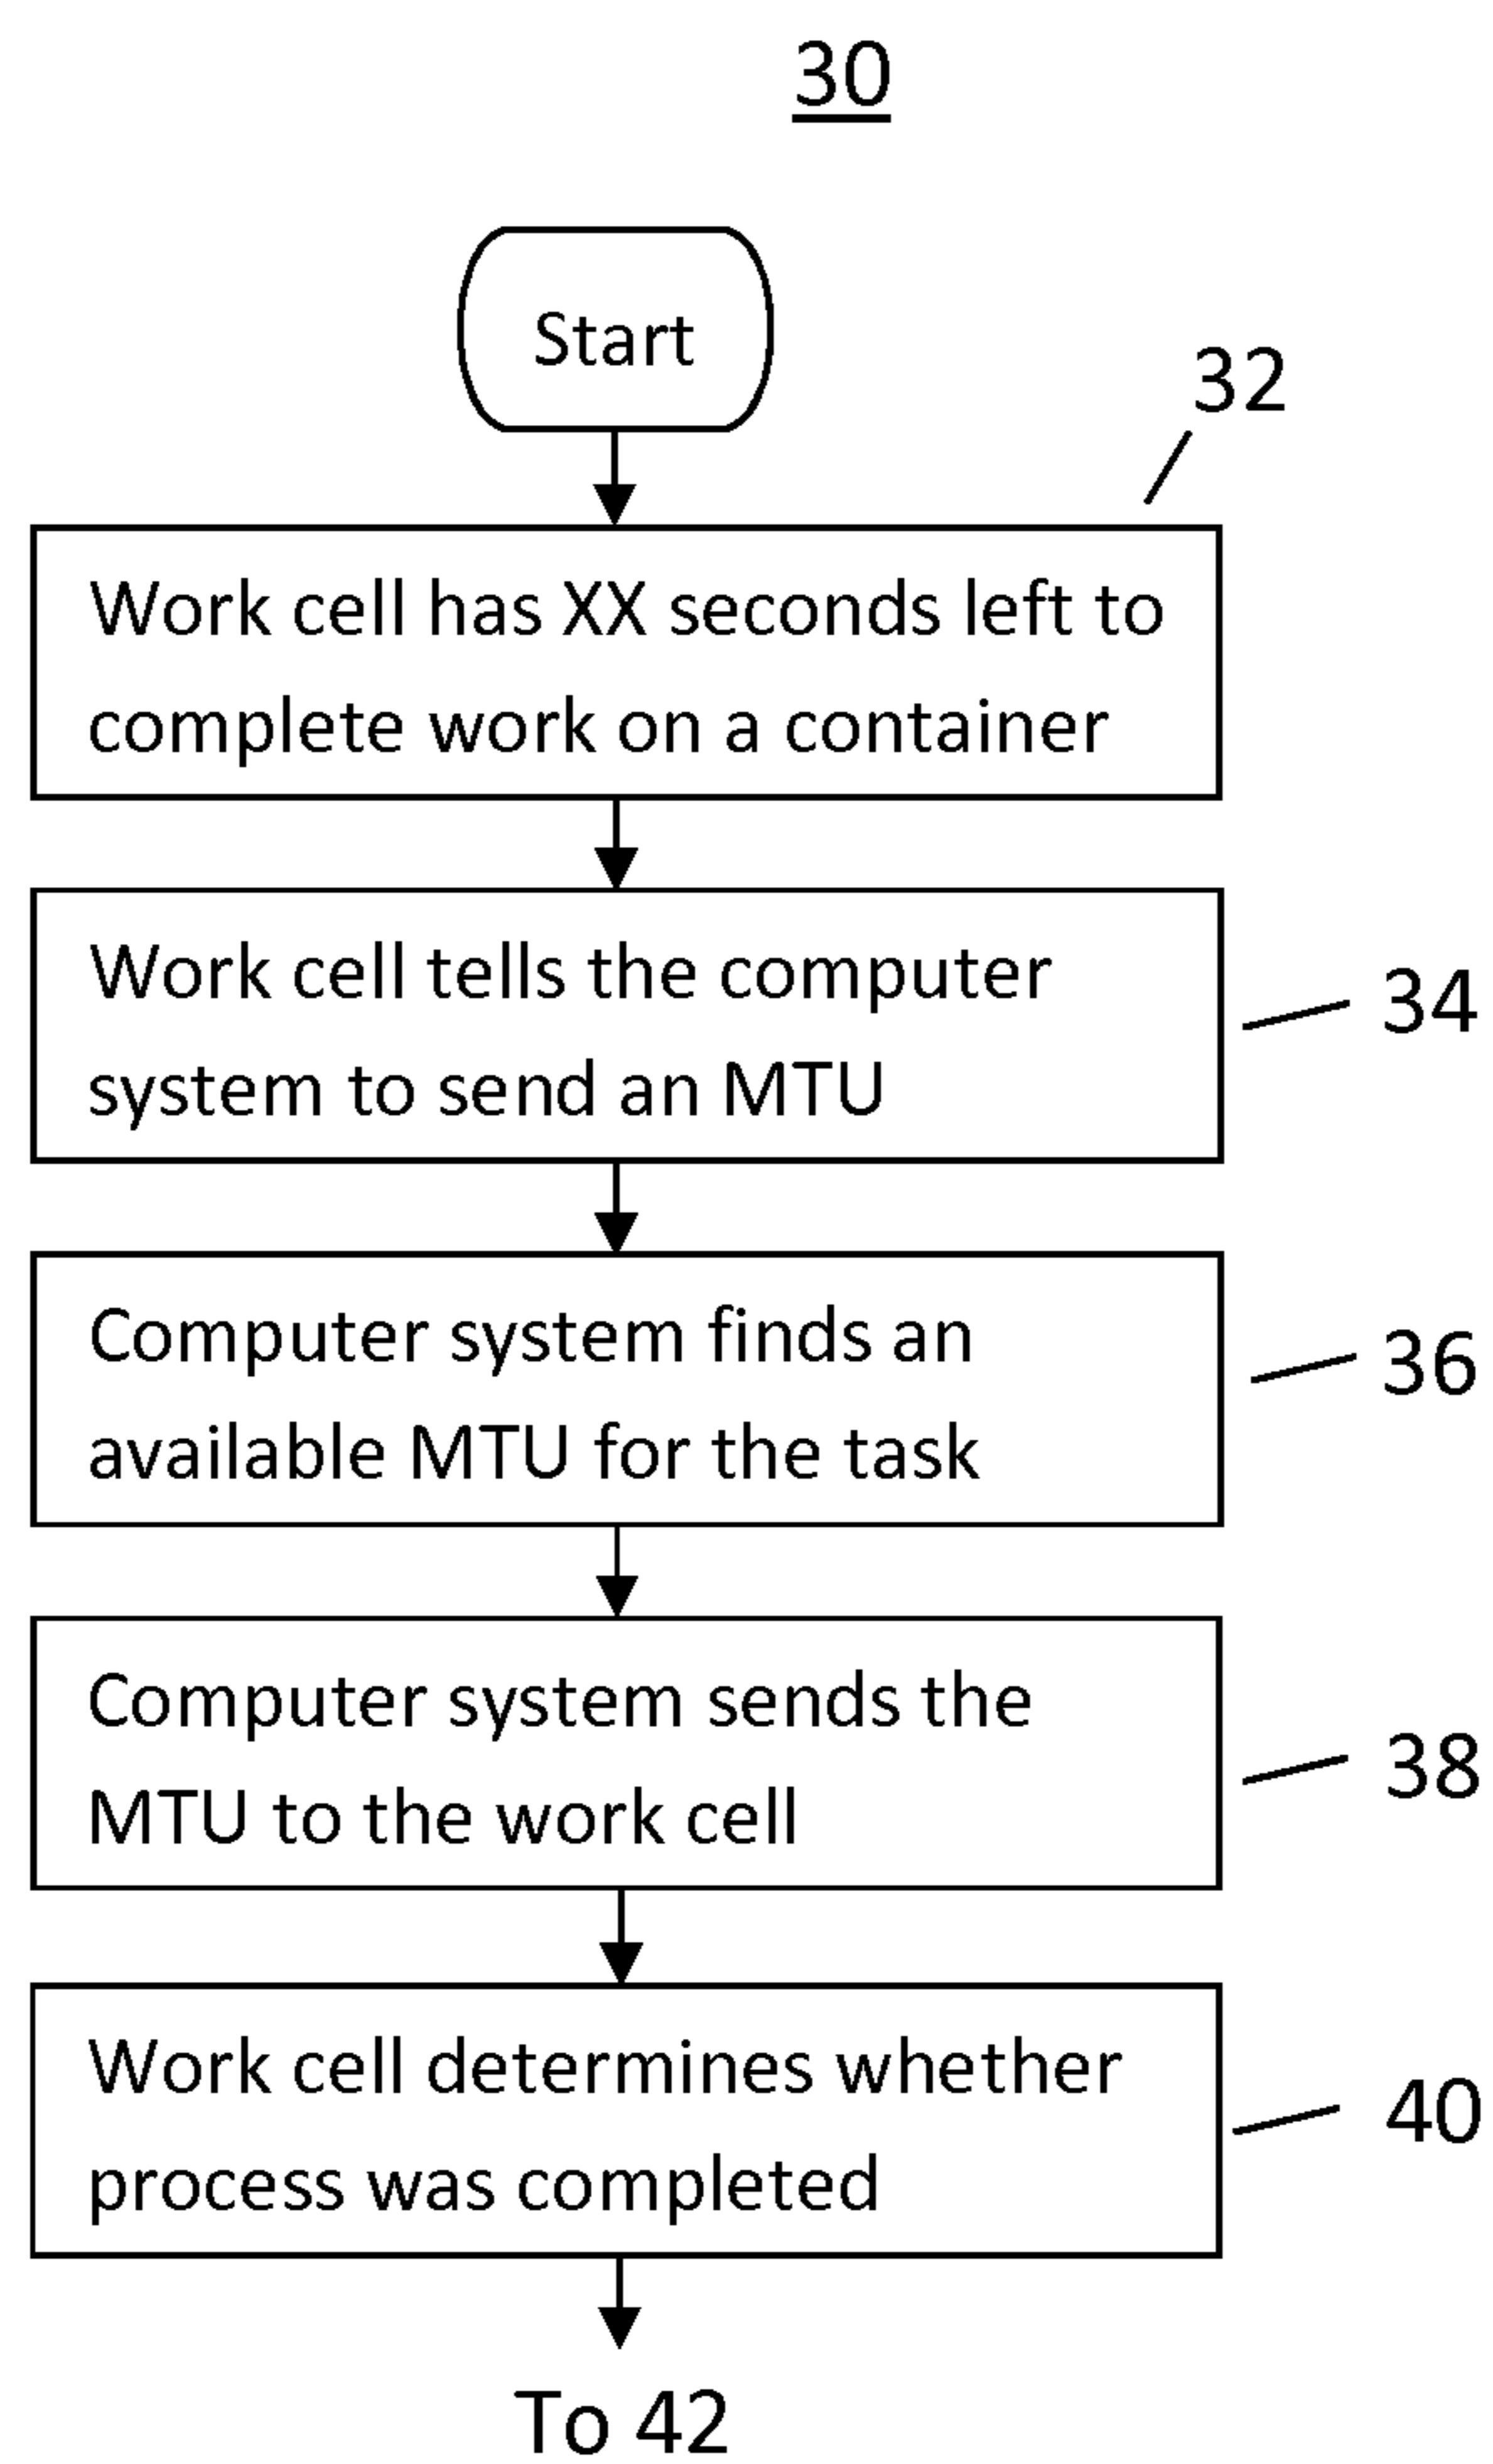 30
Start
32
Work cell has XX seconds left to
complete work on a container
Work cell tells the computer
system to send an MTU
34
Computer system finds an
available MTU for the task
36
Computer system sends the
MTU to the work cell
38
Work cell determines whether
process was completed
40
To 42